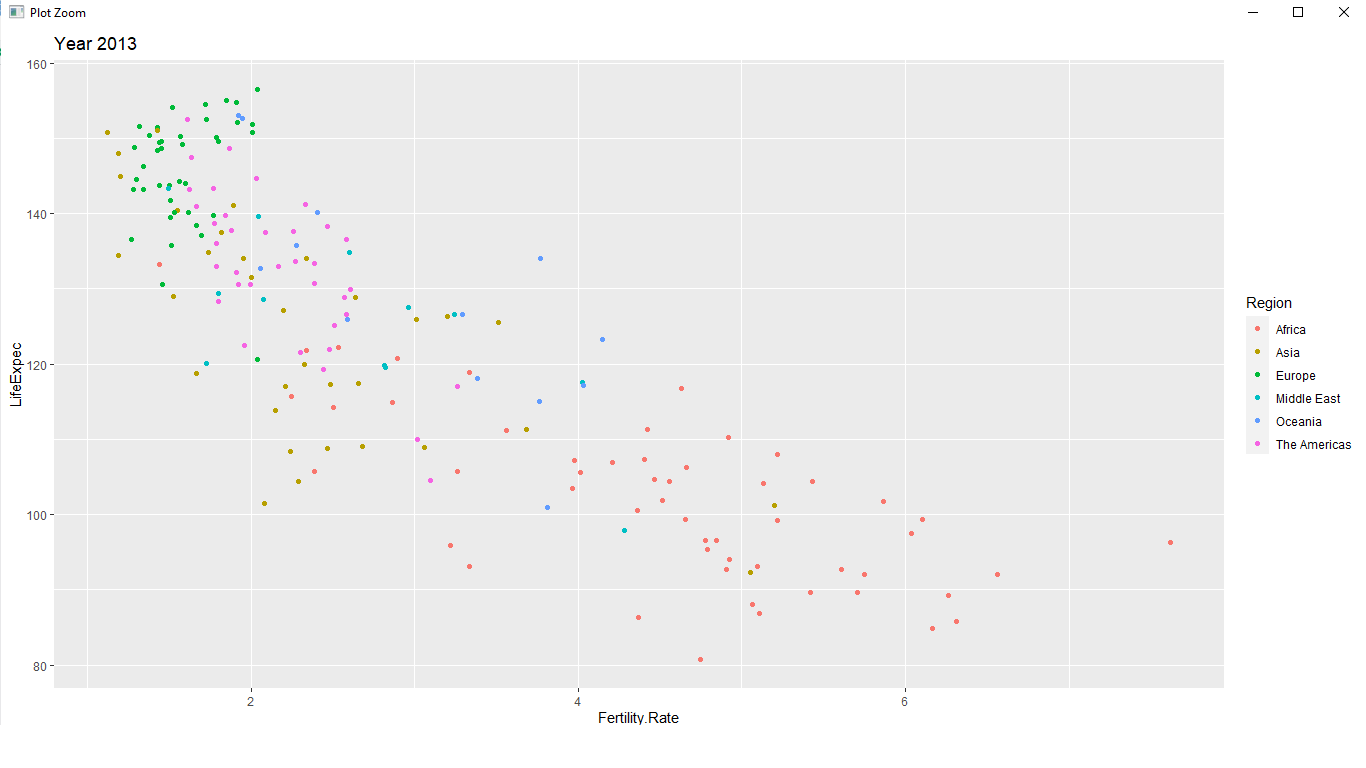 Plot Zoom
Year 2013
160
140
120
100
80
LifeExpec
2
4
6
Fertility.Rate
Region
Africa
Asia
Europe
Middle East
Oceania
The Americas